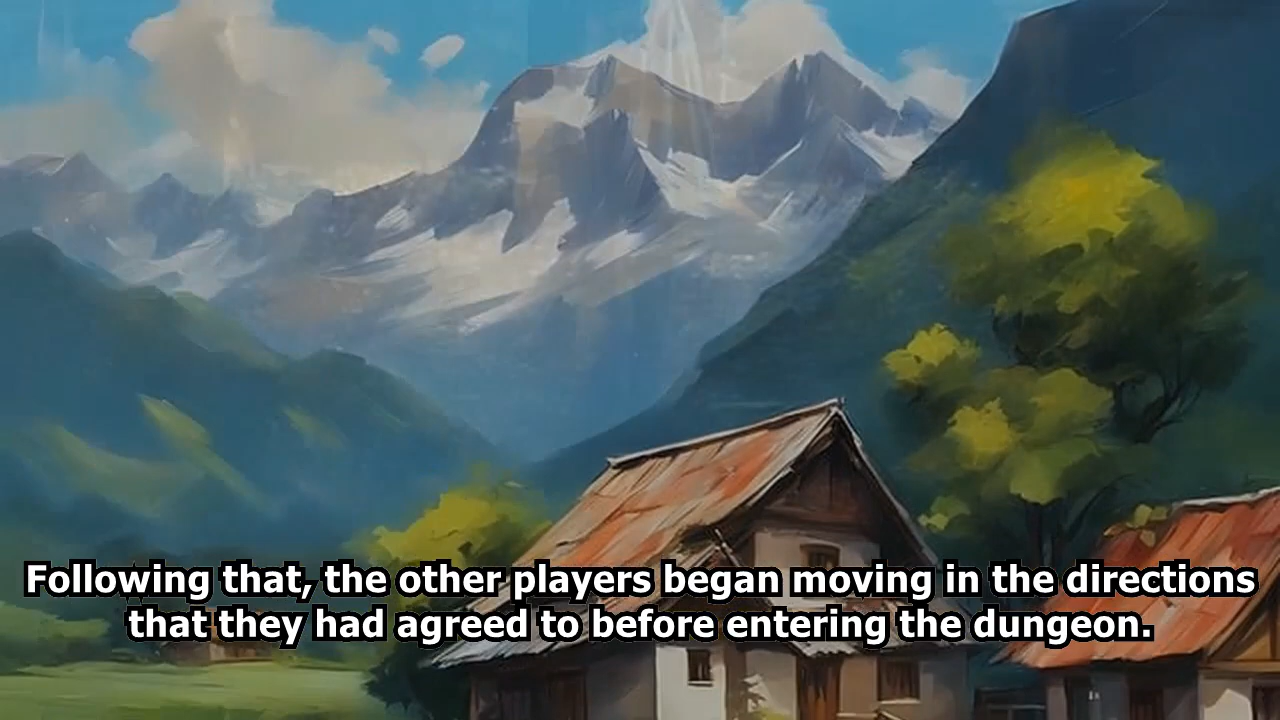 Following that, the other players began moving in the directions
that they had agreed to before entering the dungeon.